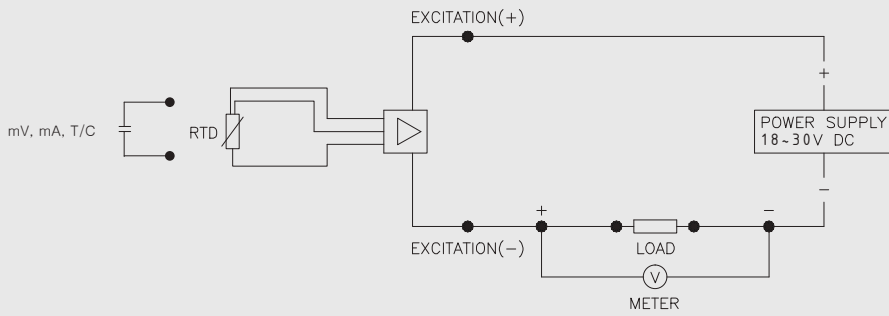 EXCITATION(+)
+
mV, mA, T/C
RTD
POWER SUPPLY
18~30V DC
−
+
−
EXCITATION(−)
LOAD
V
METER